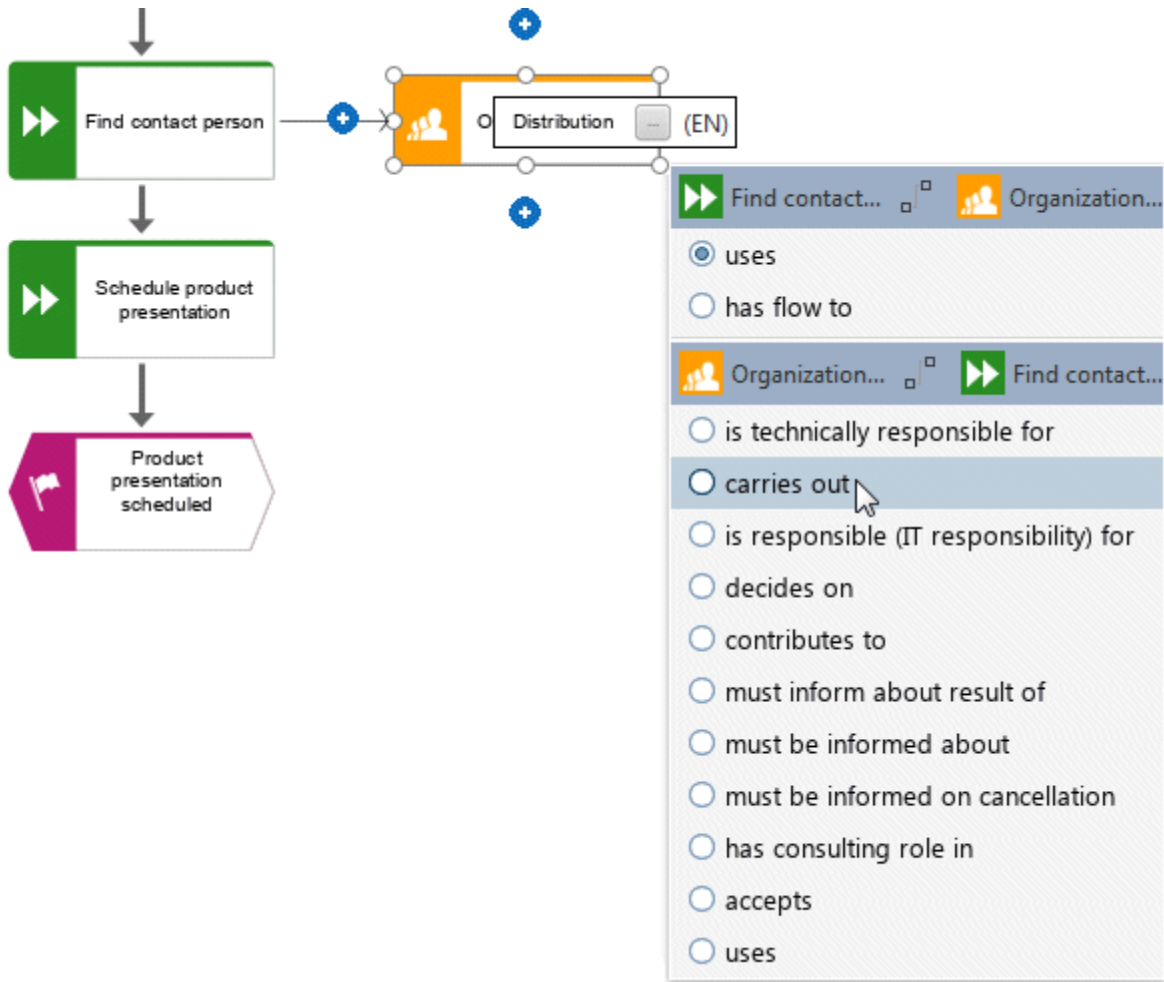 Find contact person
O
Distribution
...
(EN)
Find contact...
Organization...
uses
has flow to
Schedule product
presentation
Organization...
Find contact...
is technically responsible for
carries out
is responsible (IT responsibility) for
decides on
contributes to
must inform about result of
must be informed about
must be informed on cancellation
has consulting role in
accepts
uses
Product
presentation
scheduled